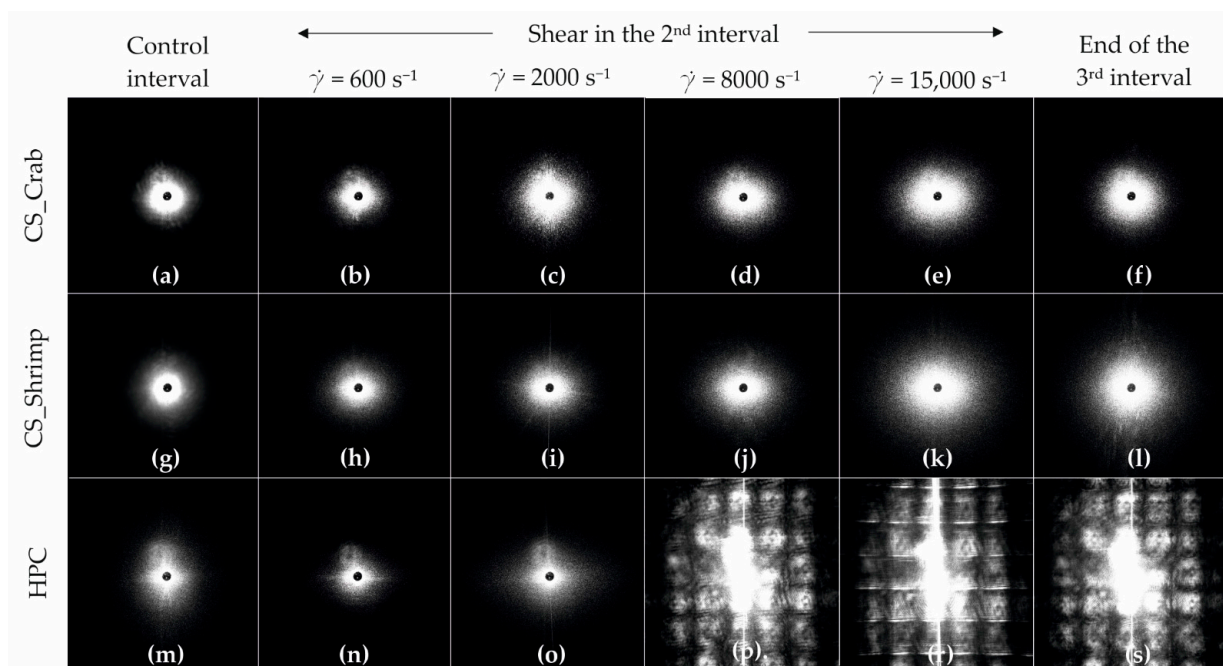 Control interval
Shear in the 2nd interval
End of the 3rd interval
γ̇ = 600 s⁻¹
γ̇ = 2000 s⁻¹
γ̇ = 8000 s⁻¹
γ̇ = 15,000 s⁻¹
CS_Crab
(a)
(b)
(c)
(d)
(e)
(f)
CS_Shrimp
(g)
(h)
(i)
(j)
(k)
(l)
HPC
(m)
(n)
(o)
(p)
(r)
(s)